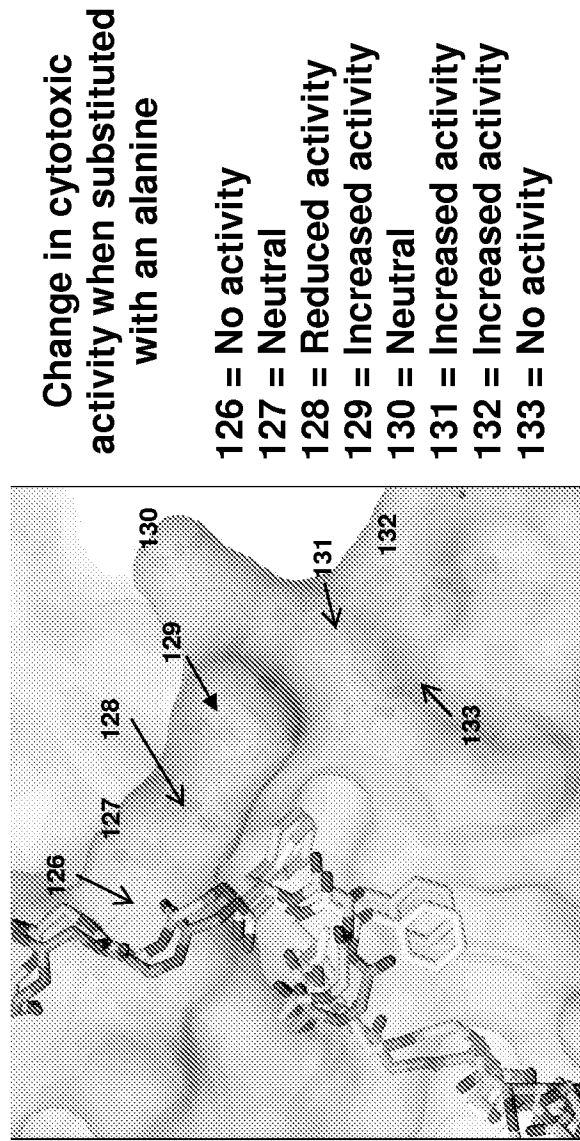 Change in cytotoxic
activity when substituted
with an alanine
126 = No activity
127 = Neutral
128 = Reduced activity
129 = Increased activity
130 = Neutral
131 = Increased activity
132 = Increased activity
133 = No activity
126
127
128
129
130
131
132
133